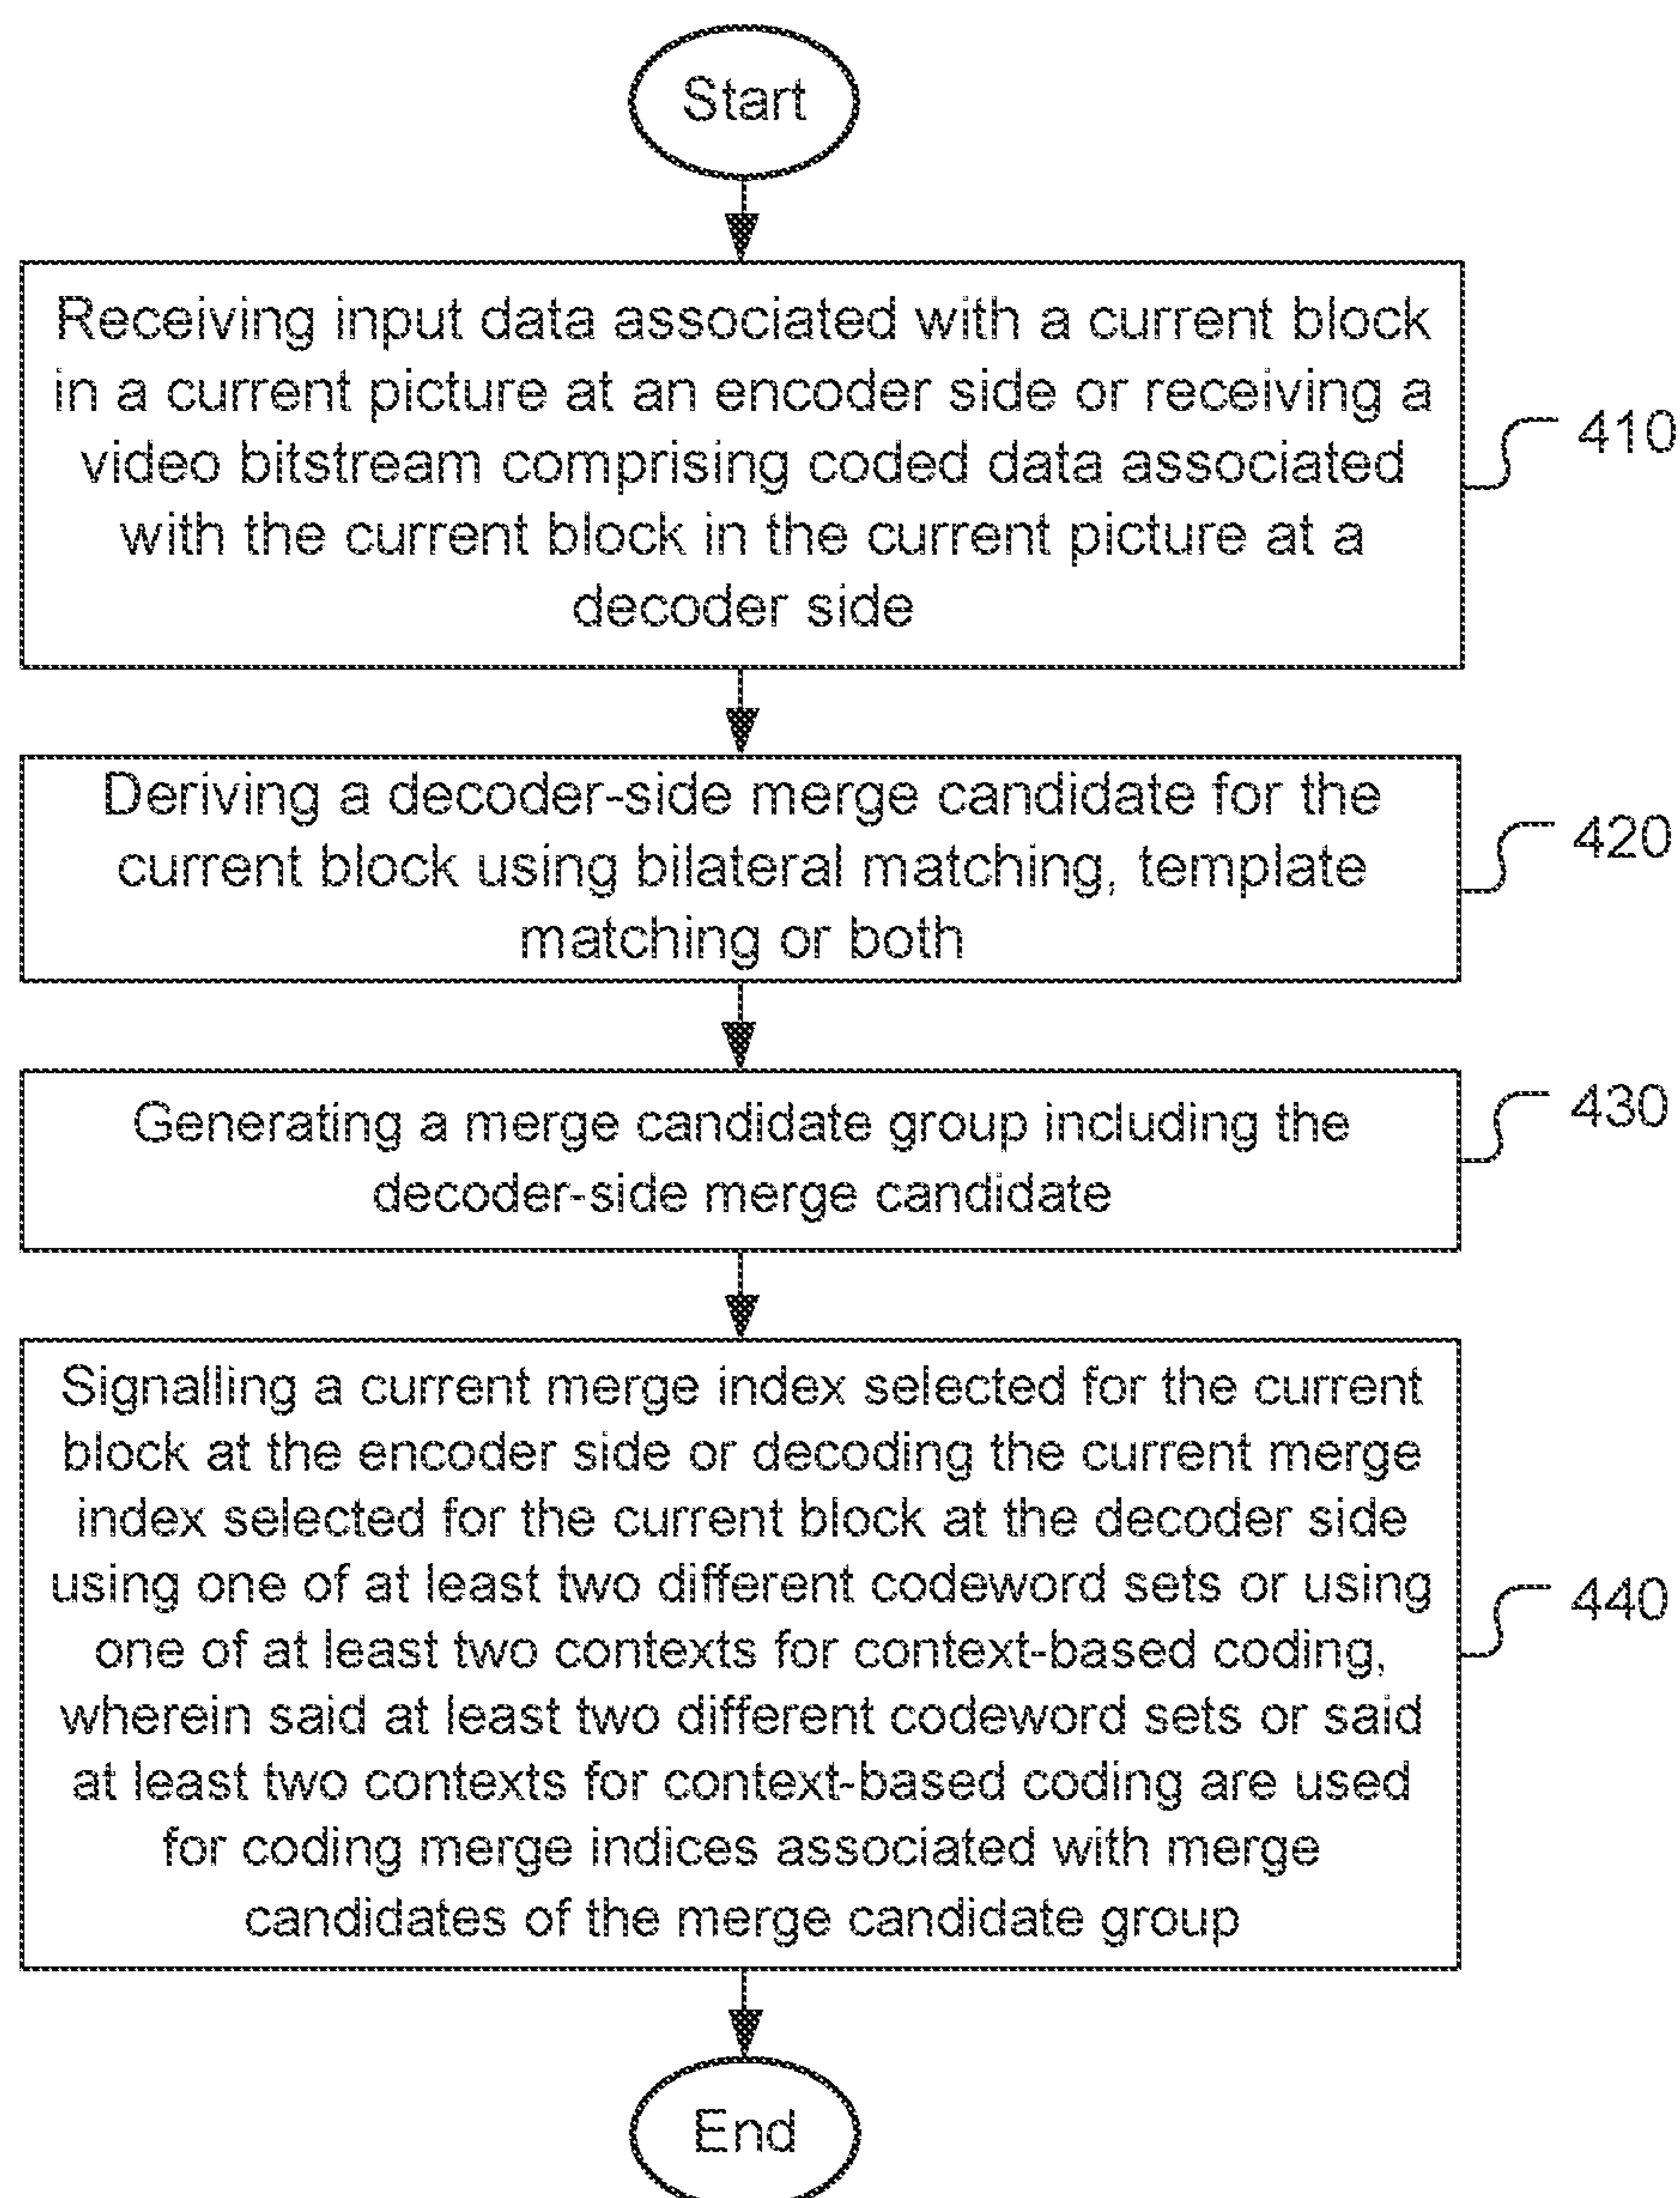 Start
Receiving input data associated with a current block
in a current picture at an encoder side or receiving a
video bitstream comprising coded data associated
with the current block in the current picture at a
decoder side
410
Deriving a decoder-side merge candidate for the
current block using bilateral matching, template
matching or both
420
Generating a merge candidate group including the
decoder-side merge candidate
430
Signalling a current merge index selected for the current
block at the encoder side or decoding the current merge
index selected for the current block at the decoder side
using one of at least two different codeword sets or using
one of at least two contexts for context-based coding,
wherein said at least two different codeword sets or said
at least two contexts for context-based coding are used
for coding merge indices associated with merge
candidates of the merge candidate group
440
End